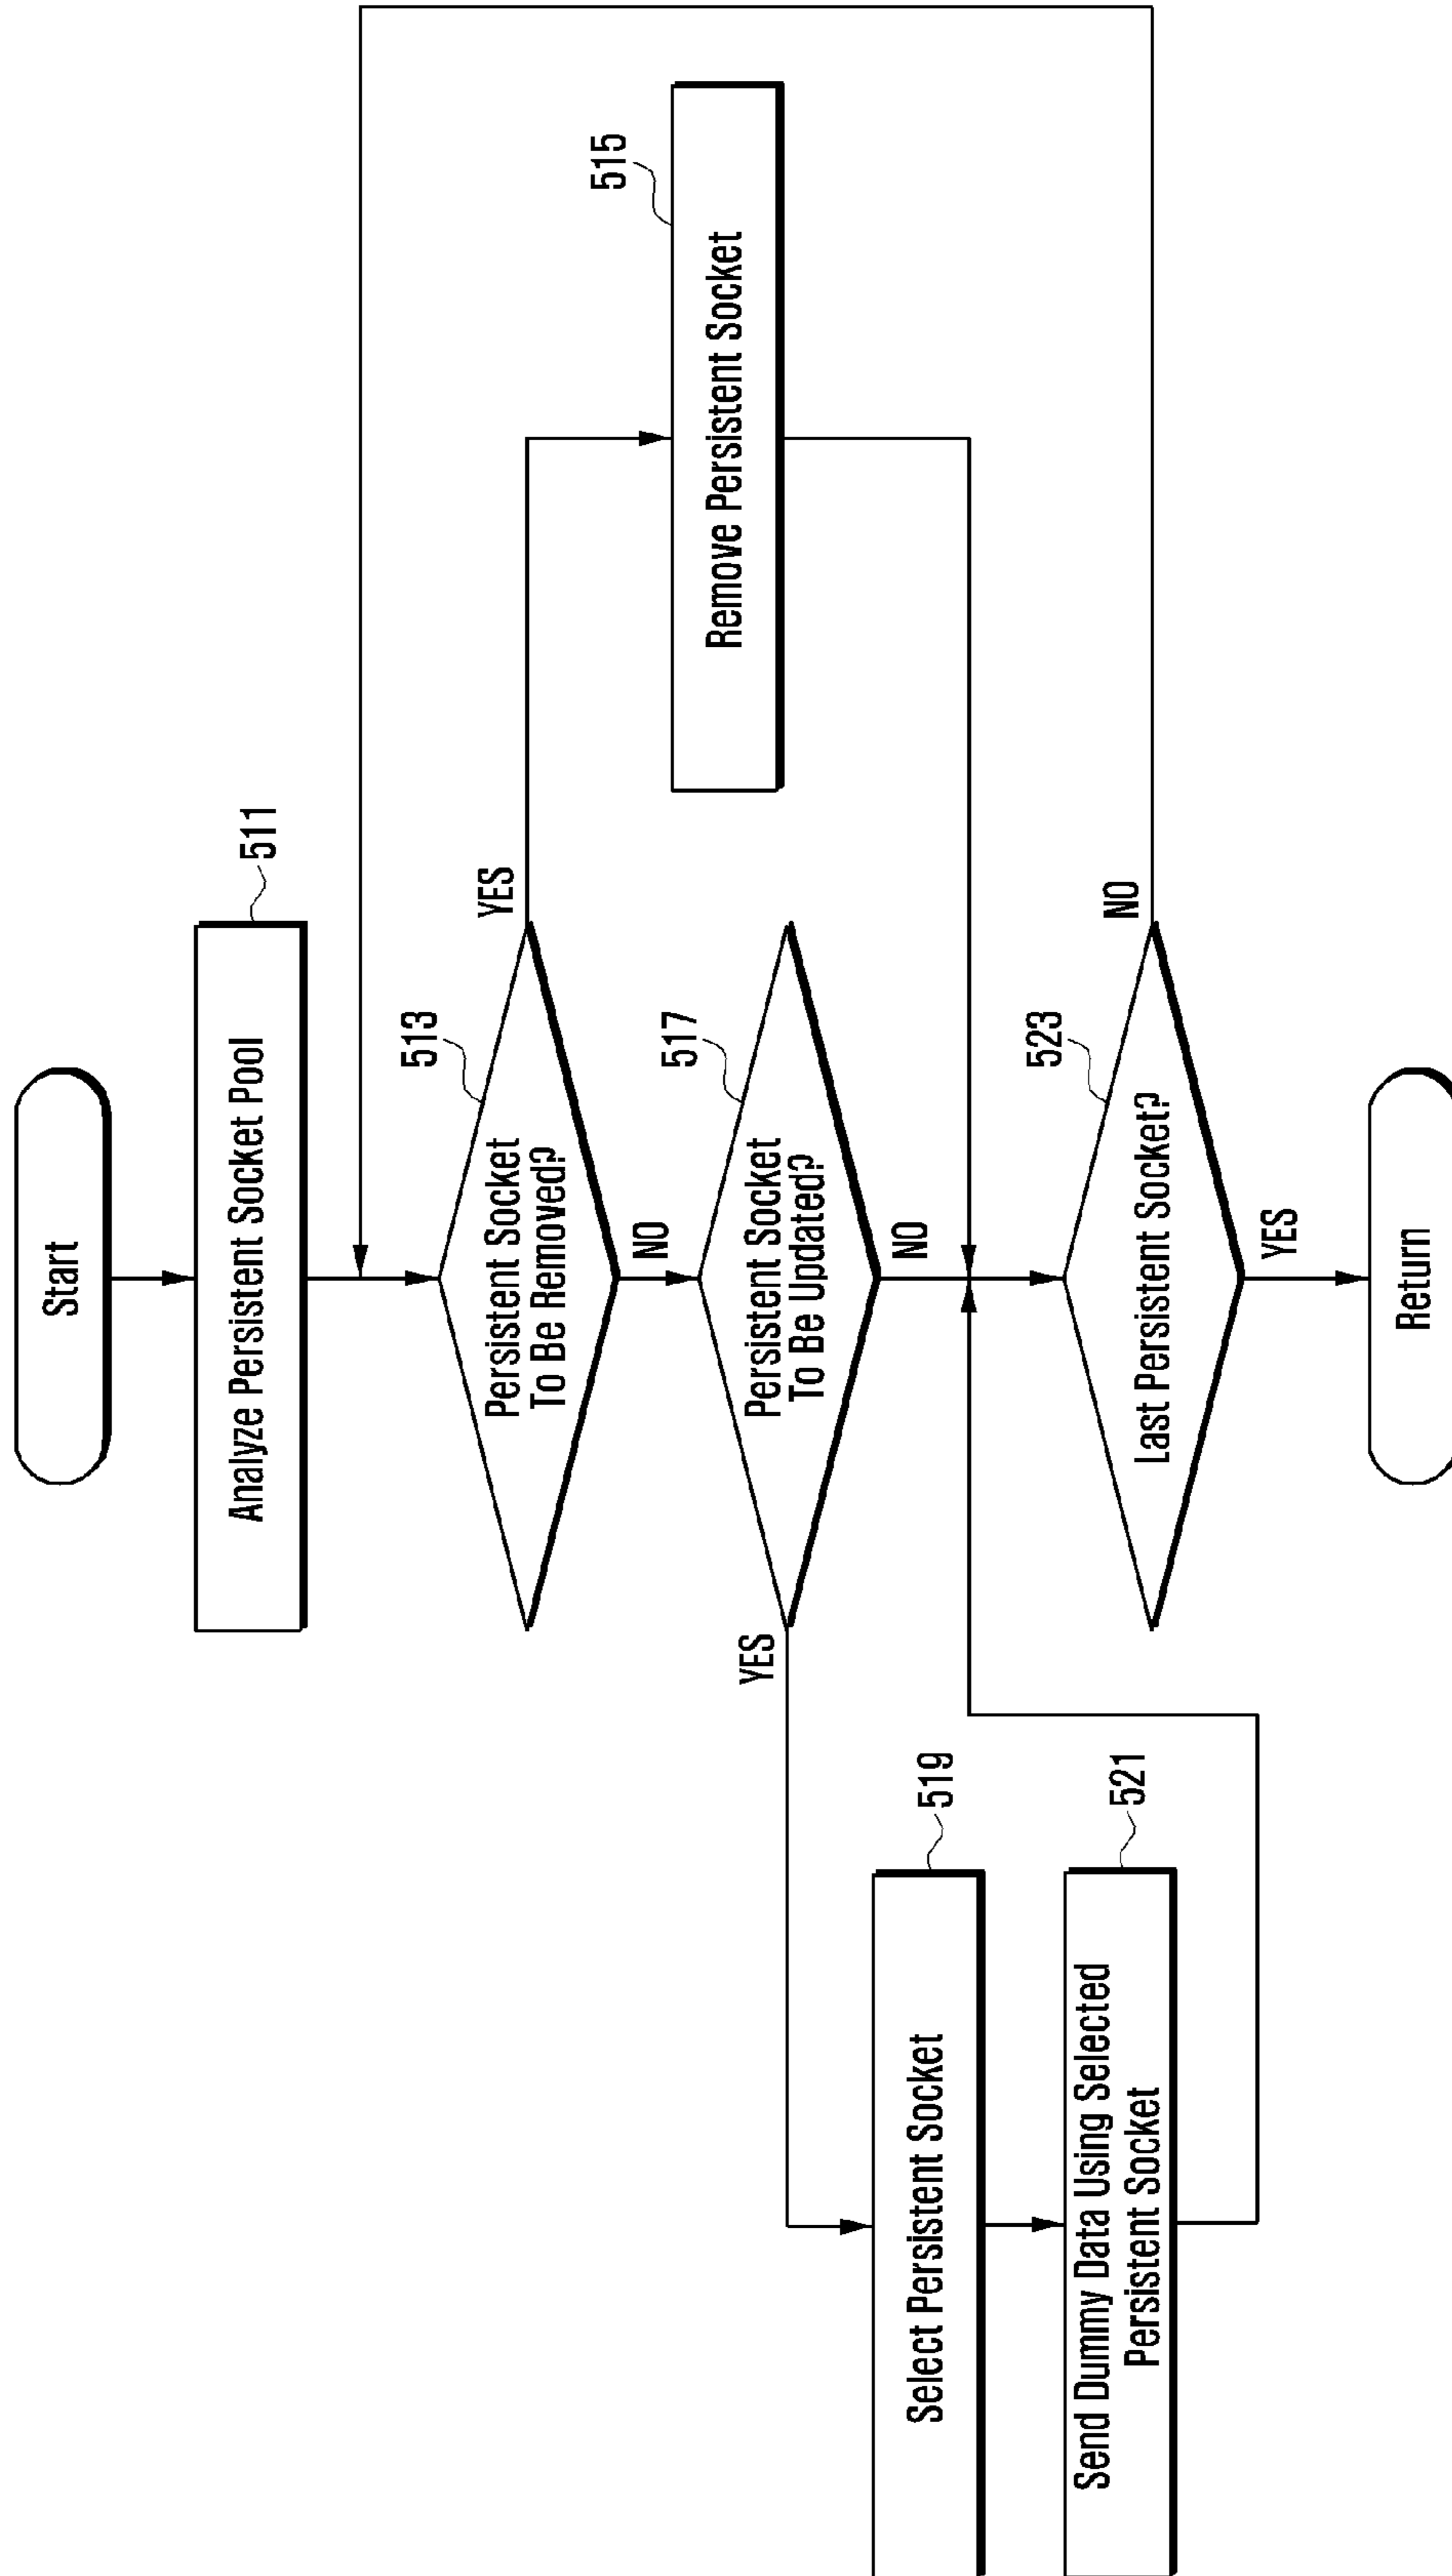 Start
511
Analyze Persistent Socket Pool
513
Persistent Socket
To Be Removed?
YES
NO
515
Remove Persistent Socket
517
Persistent Socket
To Be Updated?
YES
NO
519
Select Persistent Socket
521
Send Dummy Data Using Selected
Persistent Socket
523
Last Persistent Socket?
NO
YES
Return